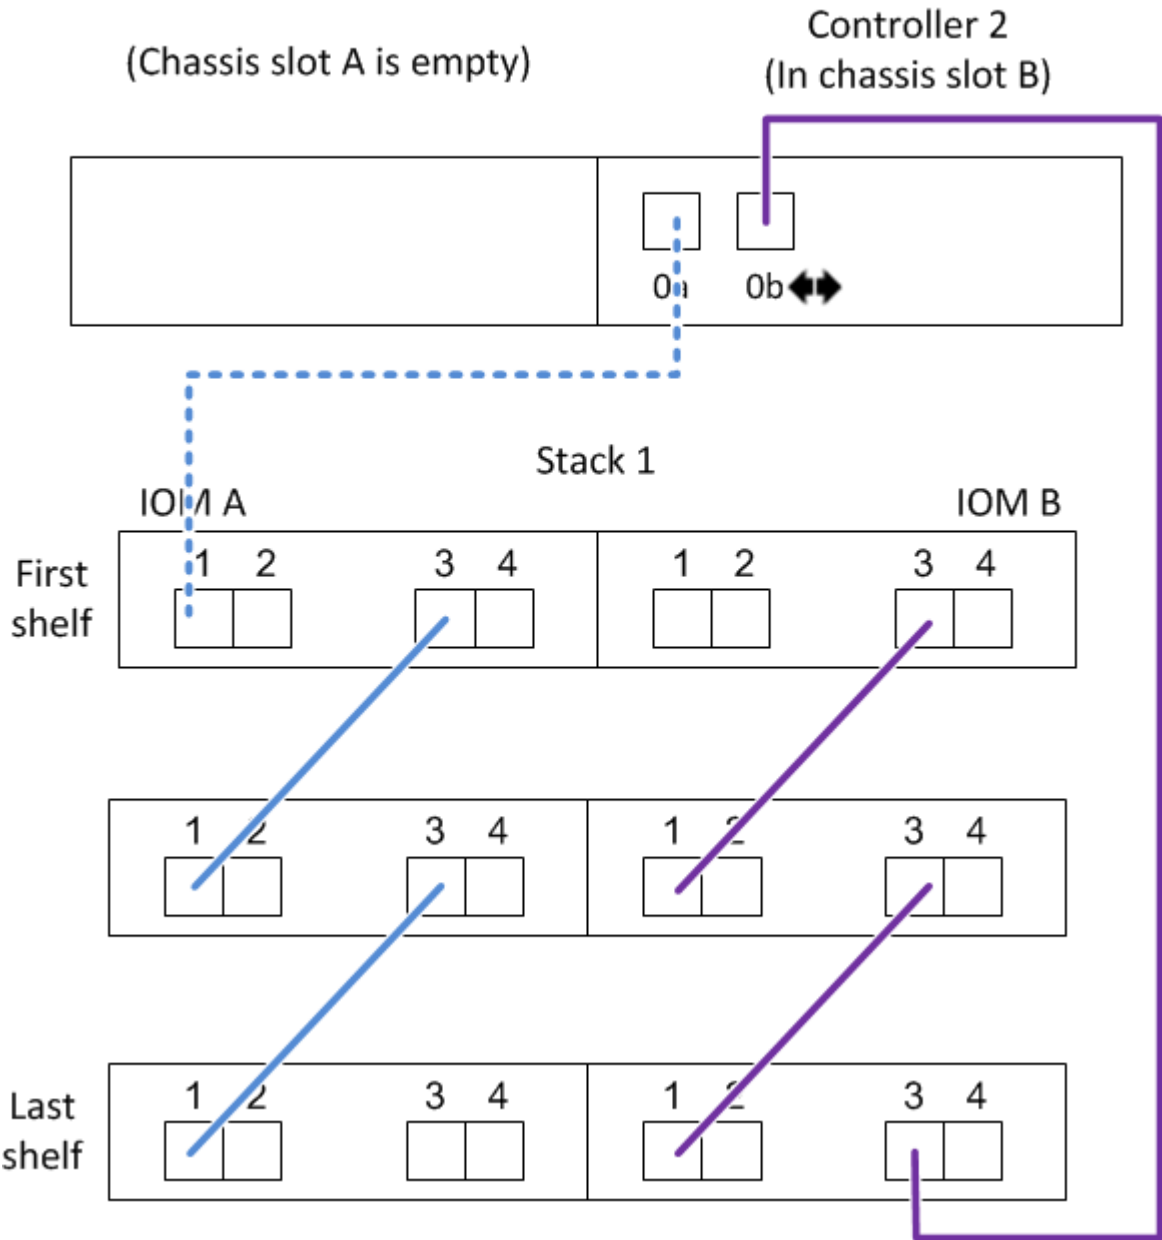 (Chassis slot A is empty)
Controller 2
(In chassis slot B)
0a 0b
Stack 1
IOM A IOM B
First
shelf
1 2 3 4 1 2 3 4
1 2 3 4 1 2 3 4
Last
shelf
1 2 3 4 1 2 3 4